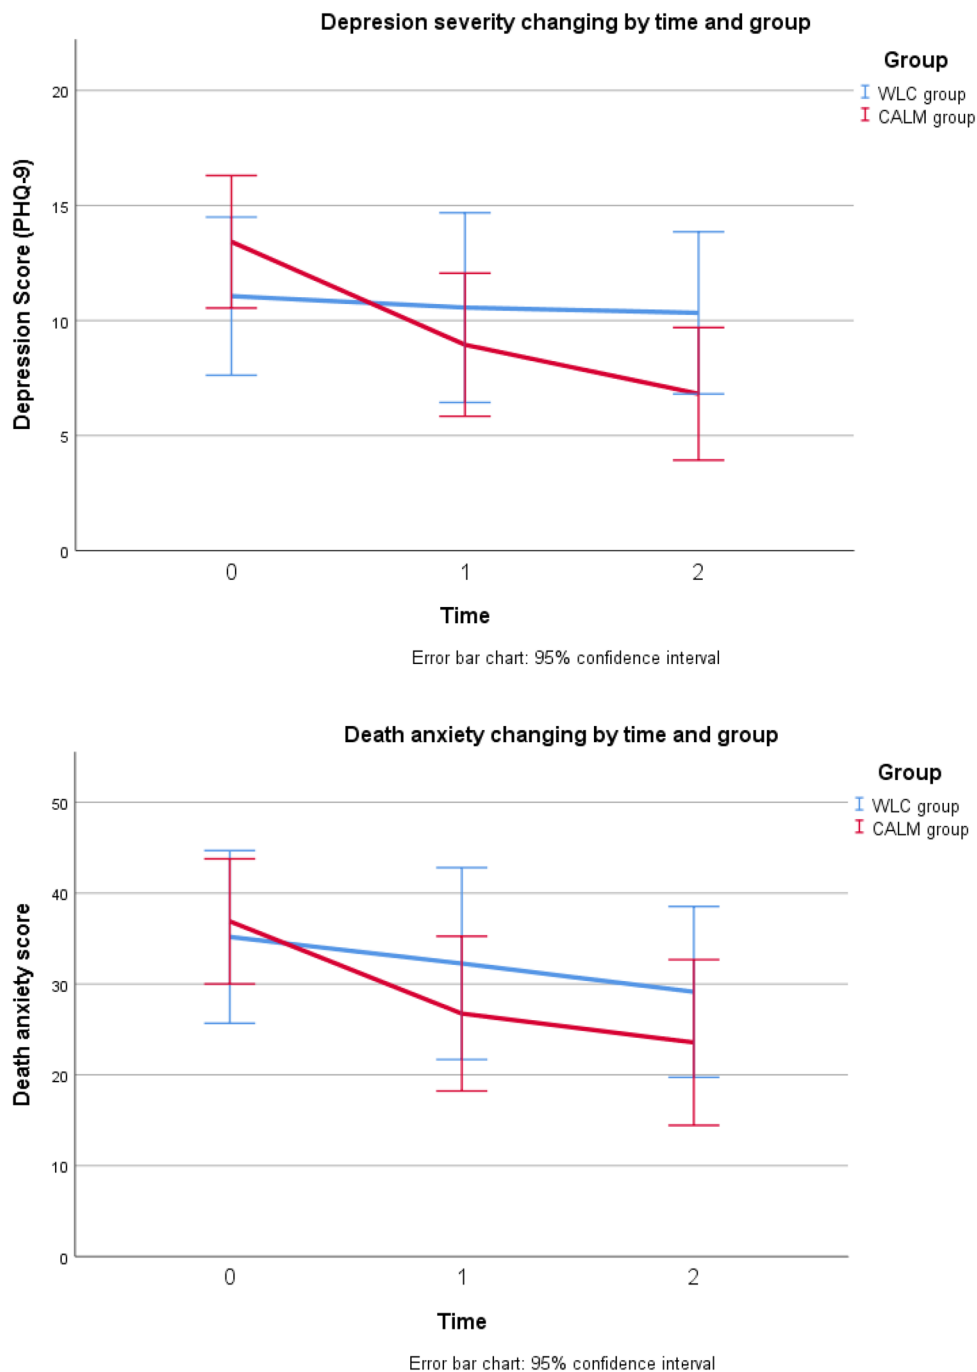 Depresion severity changing by time and group
Group
WLC group
CALM group
Depression Score (PHQ-9)
20
15
10
5
0
0 1 2
Time
Error bar chart: 95% confidence interval
Death anxiety changing by time and group
Group
WLC group
CALM group
Death anxiety score
50
40
30
20
10
0
0 1 2
Time
Error bar chart: 95% confidence interval